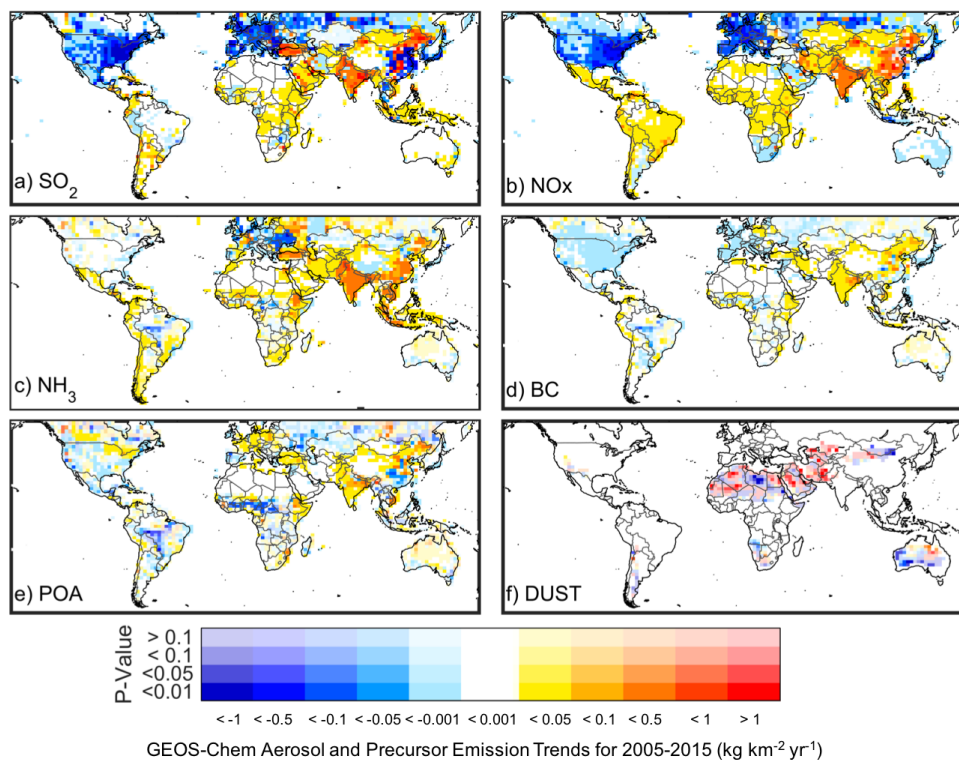 a) SO2
b) NOx
c) NH3
d) BC
e) POA
f) DUST
P-Value
> 0.1
< 0.1
<0.05
<0.01
< -1 < -0.5 < -0.1 < -0.05 < -0.001 < 0.001 < 0.05 < 0.1 < 0.5 < 1 > 1
GEOS-Chem Aerosol and Precursor Emission Trends for 2005-2015 (kg km-2 yr-1)